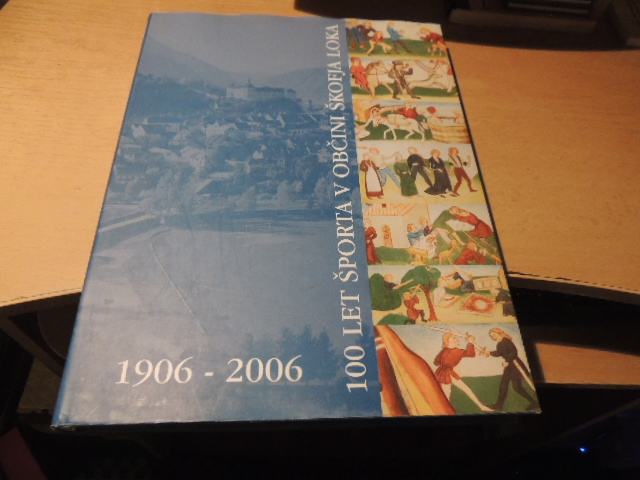 100 LET ŠPORTA V OBČINI ŠKOFJA LOKA
1906 - 2006